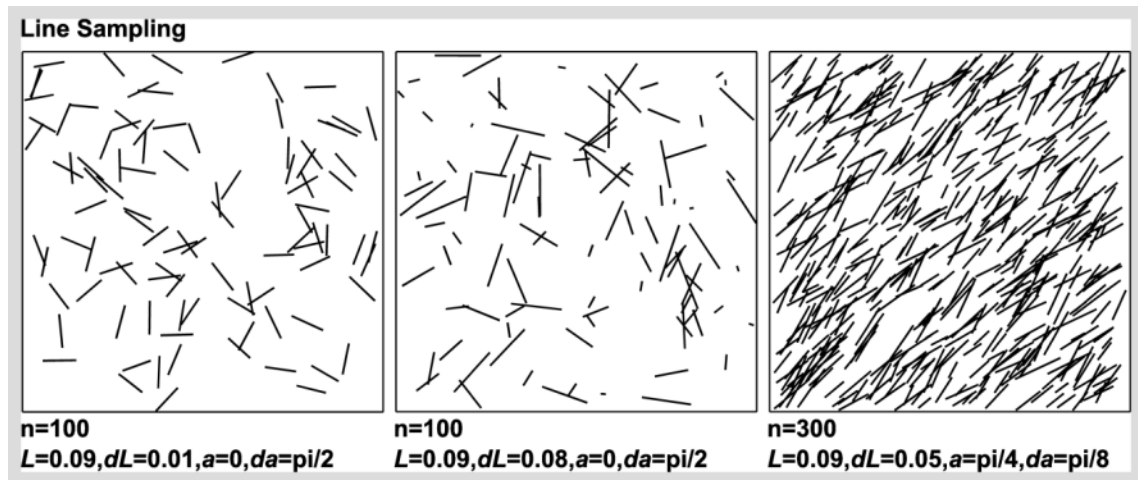 Line Sampling
n=100
L=0.09,dL=0.01,a=0,da=pi/2
n=100
L=0.09,dL=0.08,a=0,da=pi/2
n=300
L=0.09,dL=0.05,a=pi/4,da=pi/8